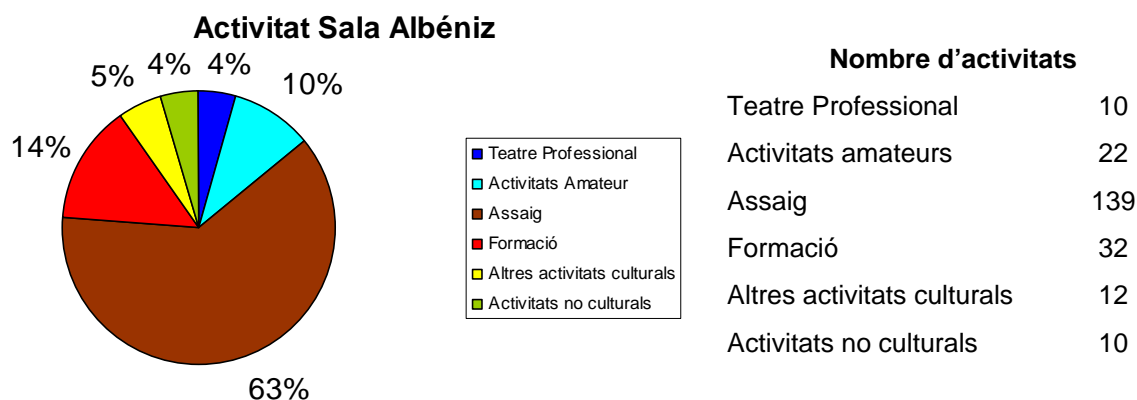 Activitat Sala Albéniz
4% 4%
5%
10%
14%
63%
Teatre Professional
Activitats Amateur
Assaig
Formació
Altres activitats culturals
Activitats no culturals
Nombre d’activitats
Teatre Professional 10
Activitats amateurs 22
Assaig 139
Formació 32
Altres activitats culturals 12
Activitats no culturals 10